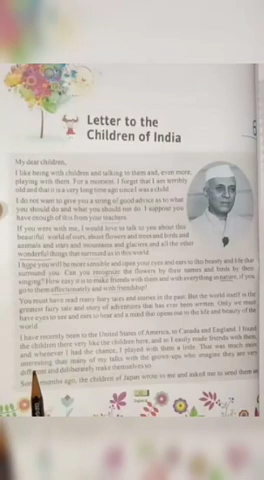 Letter to the
Children of India
My dear children,
I like being with children and talking to them and, even more,
playing with them. For a moment I forget that I am terribly
old and that it is a very long time ago since I was a child.
I do not want to give you a string of good advice as to what
you should do and what you should not do. I suppose you
have enough of this from your teachers.
If you were with me, I would love to talk to you about this
beautiful world of ours, about flowers and trees and birds and
animals and stars and mountains and glaciers and all the other
wonderful things that surround us in this world.
I hope you will be more sensible and open your eyes and ears to this beauty and life that
surround you. Can you recognize the flowers by their names and birds by their
singing? How easy it is to make friends with them and with everything in nature, if you
go to them affectionately and with friendship?
You must have read many fairy tales and stories in the past. But the world itself is the
greatest fairy tale and story of adventures that has ever been written. Only we must
have eyes to see and ears to hear and a mind that opens out to the life and beauty of the
world.
I have recently been to the United States of America, to Canada and England. I found
the children there very like the children here, and so I easily made friends with them,
and whenever I had the chance, I played with them a little. That was much more
interesting than many of my talks with the grown-ups who imagine they are very
different and deliberately make themselves so.
months ago, the children of Japan wrote to me and asked me to send them an